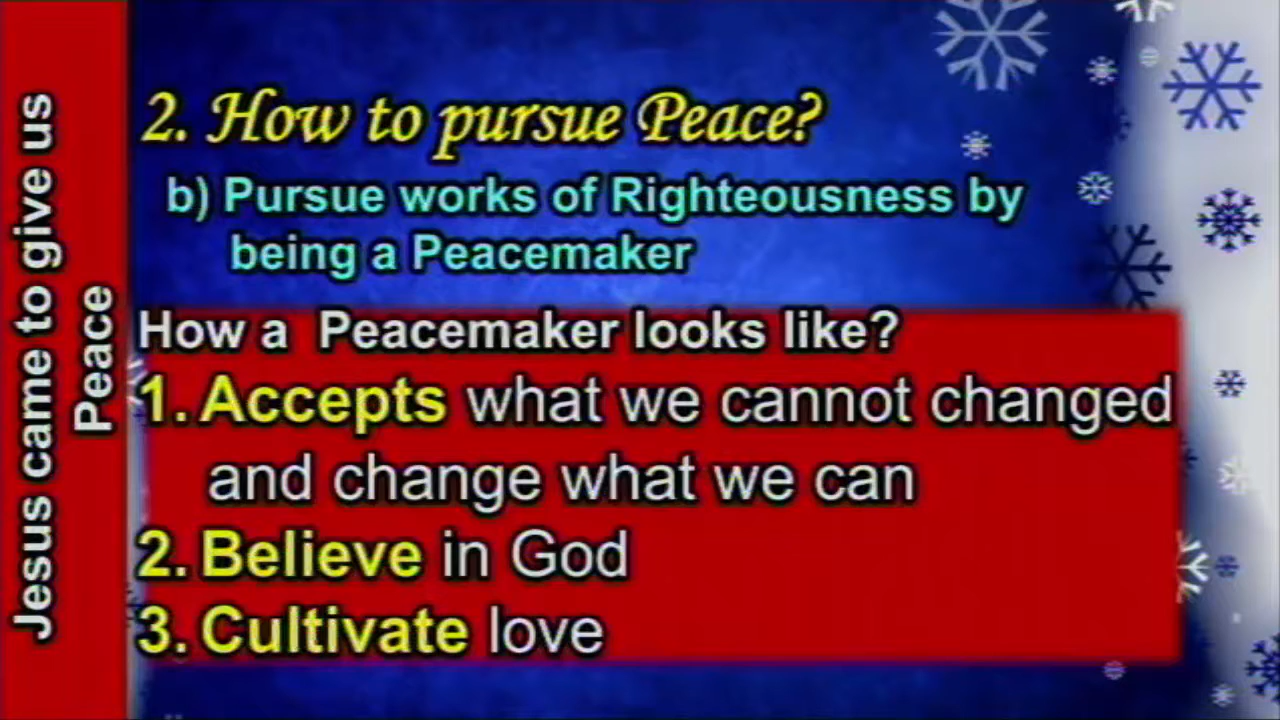 Jesus came to give us
Peace
2. How to pursue Peace?
b) Pursue works of Righteousness by
being a Peacemaker
How a Peacemaker looks like?
1. Accepts what we cannot changed
and change what we can
2. Believe in God
3. Cultivate love